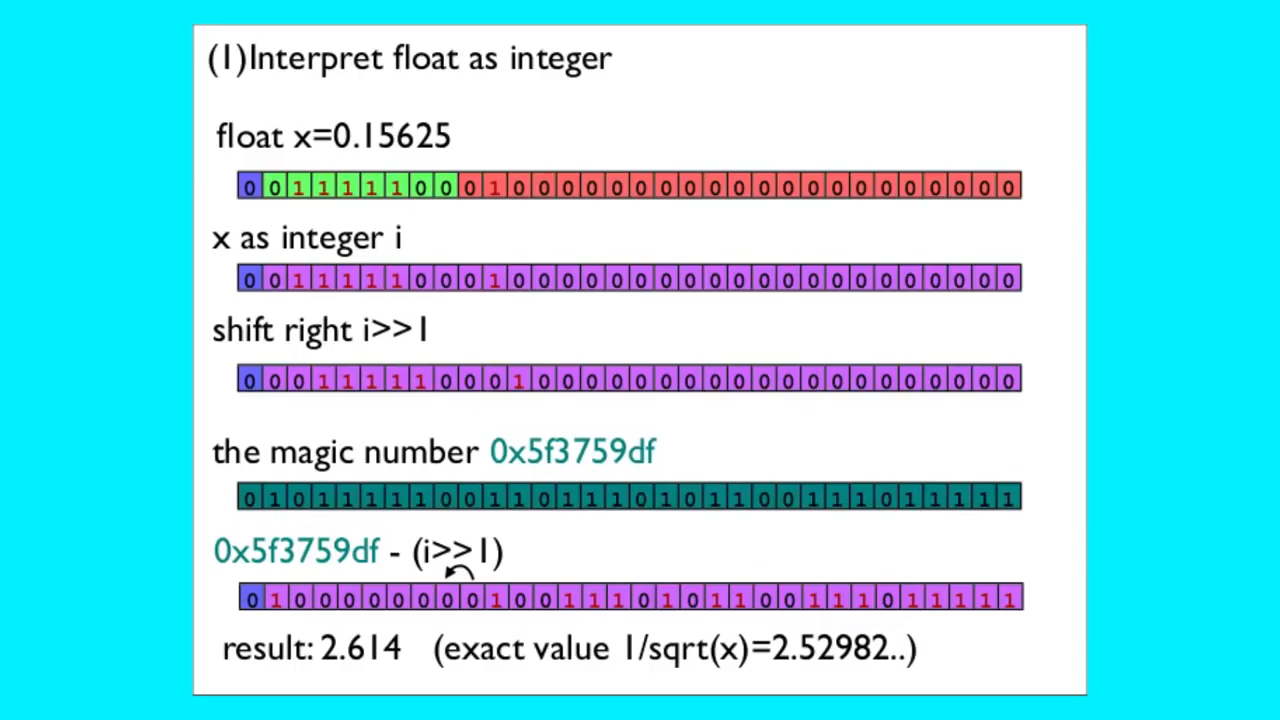 (1)Interpret float as integer
float x=0.15625
0 0 1 1 1 1 1 0 0 0 1 0 0 0 0 0 0 0 0 0 0 0 0 0 0 0 0 0 0 0 0 0
x as integer i
0 0 1 1 1 1 1 0 0 0 1 0 0 0 0 0 0 0 0 0 0 0 0 0 0 0 0 0 0 0 0 0
shift right i>>1
0 0 0 1 1 1 1 1 0 0 0 1 0 0 0 0 0 0 0 0 0 0 0 0 0 0 0 0 0 0 0 0
the magic number 0x5f3759df
0 1 0 1 1 1 1 1 0 0 1 1 0 1 1 1 0 1 0 1 1 0 0 1 1 1 0 1 1 1 1 1
0x5f3759df - (i>>1)
0 1 0 0 0 0 0 0 0 0 1 0 0 1 1 1 0 1 0 1 1 0 0 1 1 1 0 1 1 1 1 1
result: 2.614 (exact value 1/sqrt(x)=2.52982..)